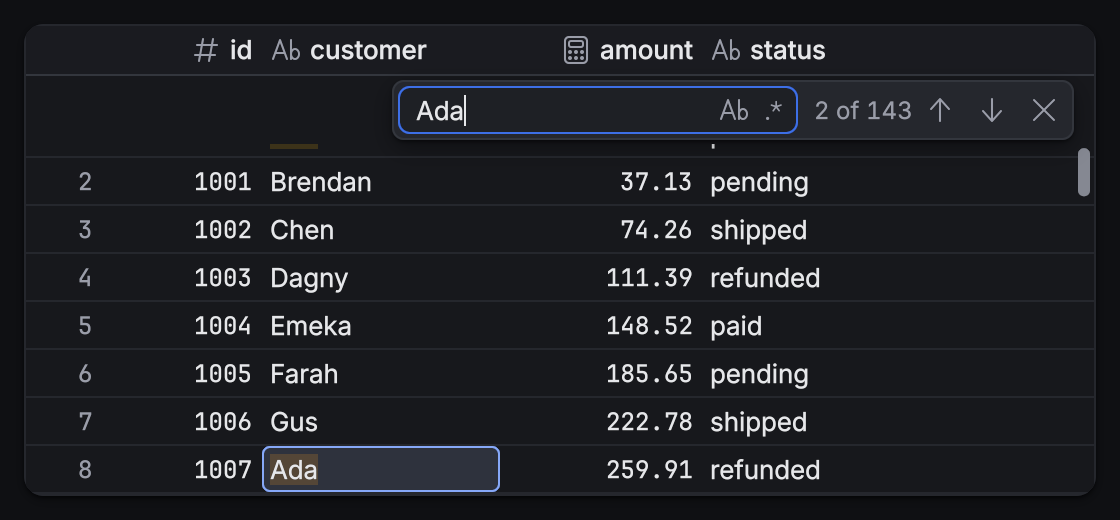 # id Ab customer amount Ab status
Ada Ab .* 2 of 143
2 1001 Brendan 37.13 pending
3 1002 Chen 74.26 shipped
4 1003 Dagny 111.39 refunded
5 1004 Emeka 148.52 paid
6 1005 Farah 185.65 pending
7 1006 Gus 222.78 shipped
8 1007 Ada 259.91 refunded